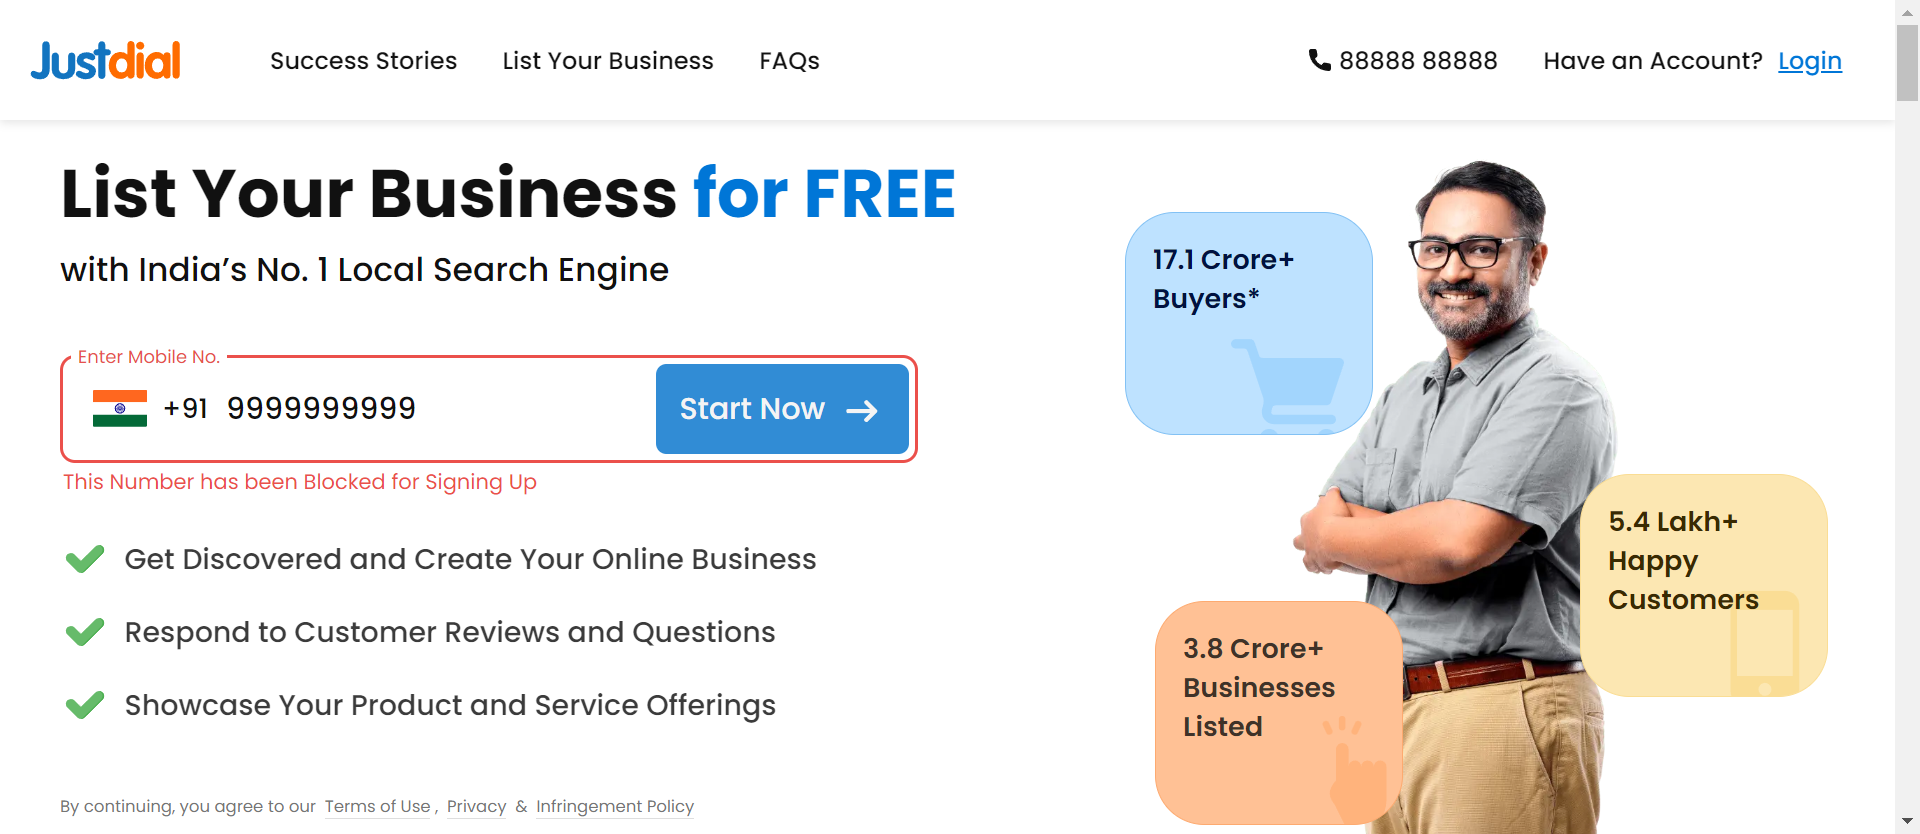 Justdial
Success Stories
List Your Business
FAQs
88888 88888
Have an Account? Login
List Your Business for FREE
with India’s No. 1 Local Search Engine
Enter Mobile No.
+91 9999999999
Start Now
This Number has been Blocked for Signing Up
Get Discovered and Create Your Online Business
Respond to Customer Reviews and Questions
Showcase Your Product and Service Offerings
By continuing, you agree to our Terms of Use , Privacy & Infringement Policy
17.1 Crore+
Buyers*
5.4 Lakh+
Happy
Customers
3.8 Crore+
Businesses
Listed